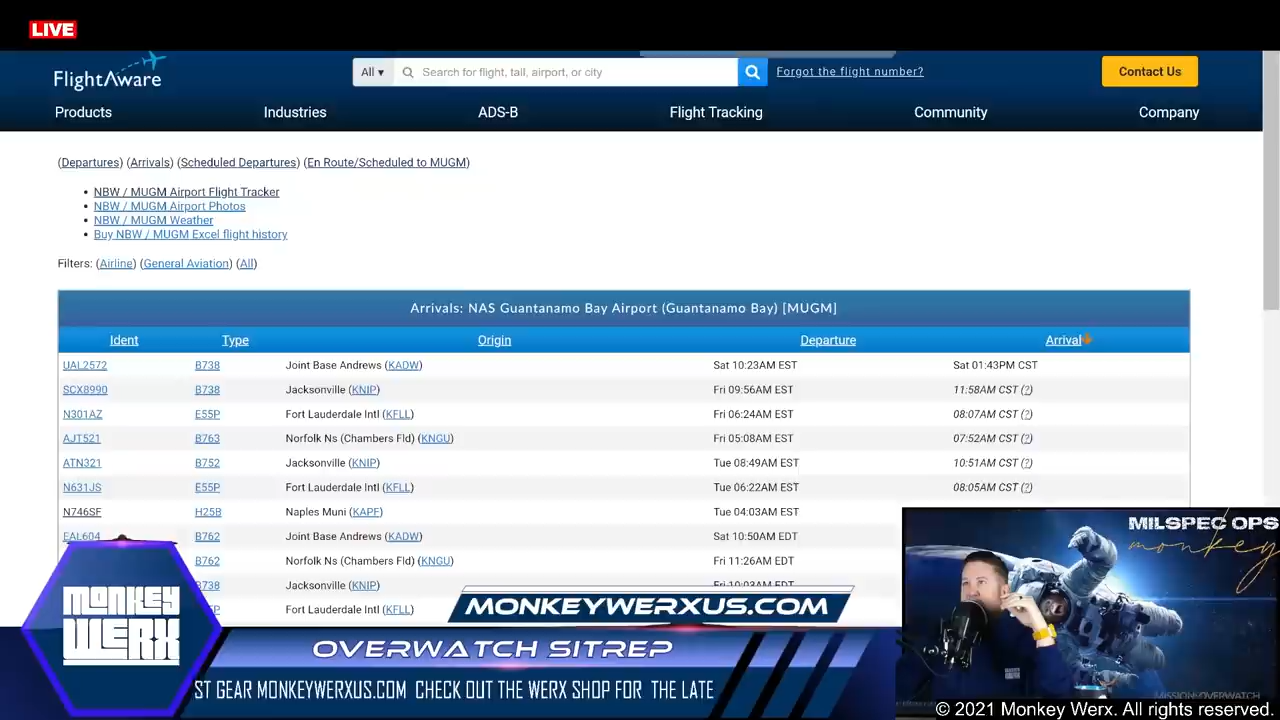 LIVE
FlightAware
All ▾ Search for flight, tail, airport, or city Forgot the flight number? Contact Us
Products Industries ADS-B Flight Tracking Community Company
(Departures) (Arrivals) (Scheduled Departures) (En Route/Scheduled to MUGM)
• NBW / MUGM Airport Flight Tracker
• NBW / MUGM Airport Photos
• NBW / MUGM Weather
• Buy NBW / MUGM Excel flight history
Filters: (Airline) (General Aviation) (All)
Arrivals: NAS Guantanamo Bay Airport (Guantanamo Bay) [MUGM]
Ident Type Origin Departure Arrival
UAL2572 B738 Joint Base Andrews (KADW) Sat 10:23AM EST Sat 01:43PM CST
SCX8990 B738 Jacksonville (KNIP) Fri 09:56AM EST 11:58AM CST (?)
N301AZ E55P Fort Lauderdale Intl (KFLL) Fri 06:24AM EST 08:07AM CST (?)
AJT521 B763 Norfolk Ns (Chambers Fld) (KNGU) Fri 05:08AM EST 07:52AM CST (?)
ATN321 B752 Jacksonville (KNIP) Tue 08:49AM EST 10:51AM CST (?)
N631JS E55P Fort Lauderdale Intl (KFLL) Tue 06:22AM EST 08:05AM CST (?)
N746SF H25B Naples Muni (KAPF) Tue 04:03AM EST
EAL604 B762 Joint Base Andrews (KADW) Sat 10:50AM EDT
B762 Norfolk Ns (Chambers Fld) (KNGU) Fri 11:26AM EDT
B738 Jacksonville (KNIP) Fri 10:03AM EDT
Fort Lauderdale Intl (KFLL)
MILSPEC OPS
monkey
MONKEY
WERX
MONKEYWERXUS.COM
OVERWATCH SITREP
ST GEAR MONKEYWERXUS.COM CHECK OUT THE WERX SHOP FOR THE LATE
MISSION:OVERWATCH
© 2021 Monkey Werx. All rights reserved.